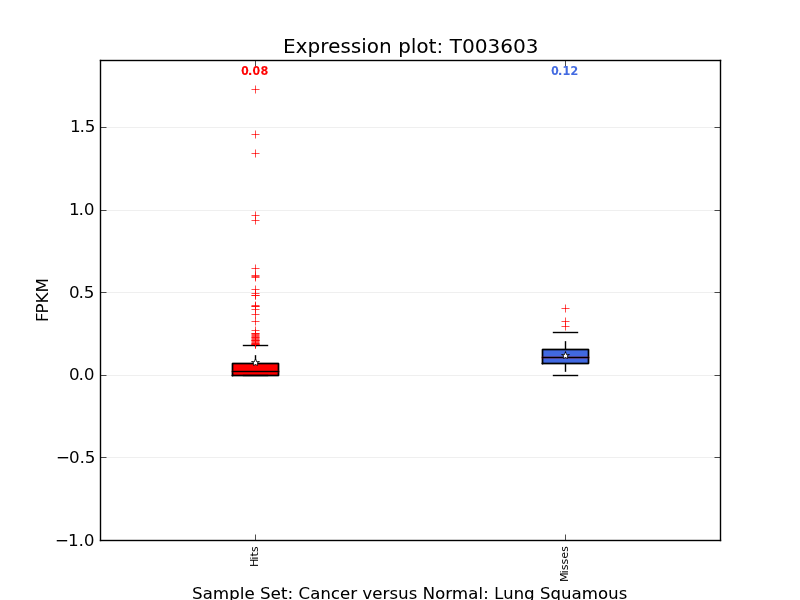 Expression plot: T003603
0.08
0.12
1.5
1.0
0.5
0.0
−0.5
−1.0
FPKM
Hits
Misses
Sample Set: Cancer versus Normal: Lung Squamous